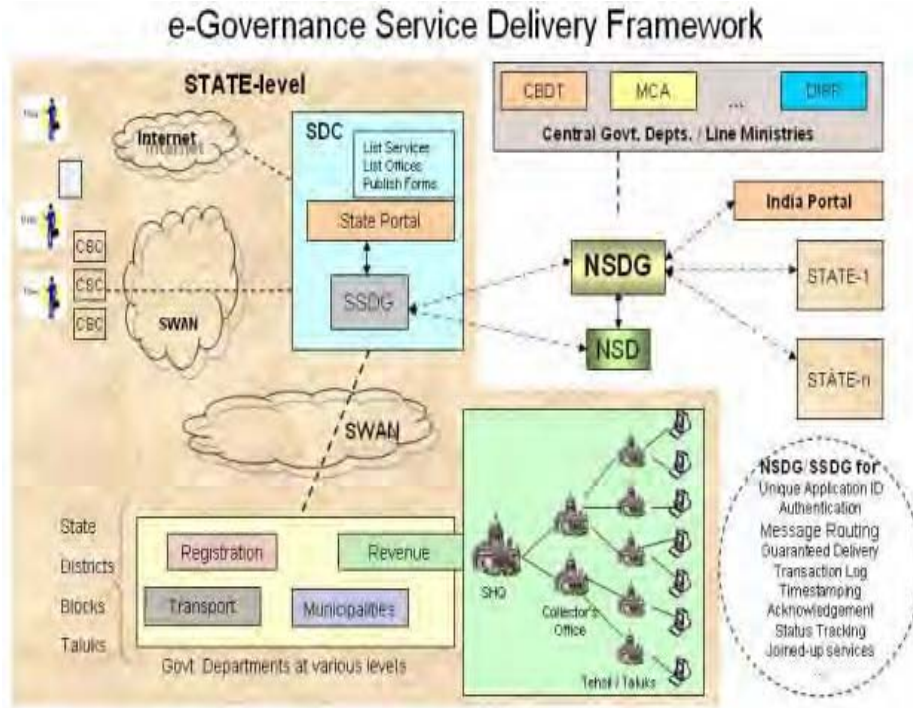 e-Governance Service Delivery Framework
STATE-level
Internet
SDC
List Services
List Offices
Publish Forms
State Portal
SSDG
CBC
CSC
CBC
SWAN
SWAN
CBDT
MCA
...
Central Govt. Depts. / Line Ministries
India Portal
NSDG
STATE-1
NSD
STATE-n
State
Districts
Blocks
Taluks
Registration
Revenue
Transport
Municipalities
Govt Departments at various levels
SHQ
Collector's
Office
Tehsil / Taluks
NSDG SSDG for
Unique Application ID
Authentication
Message Routing
Guaranteed Delivery
Transaction Log
Timestamping
Acknowledgement
Status Tracking
Joined-up services
...